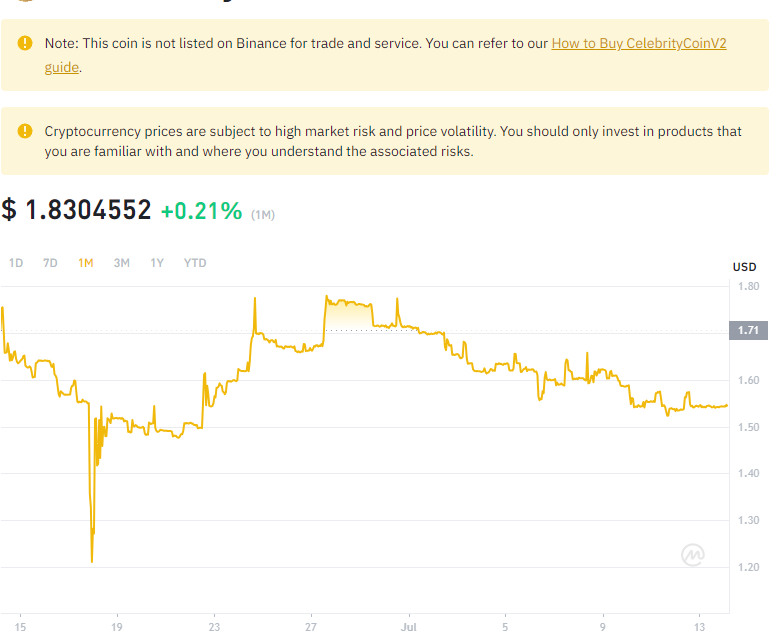 Note: This coin is not listed on Binance for trade and service. You can refer to our How to Buy CelebrityCoinV2
guide.
Cryptocurrency prices are subject to high market risk and price volatility. You should only invest in products that
you are familiar with and where you understand the associated risks.
$ 1.8304552 +0.21% (1M)
1D 7D 1M 3M 1Y YTD
USD
1.80
1.71
1.60
1.50
1.40
1.30
1.20
15 19 23 27 Jul 5 9 13